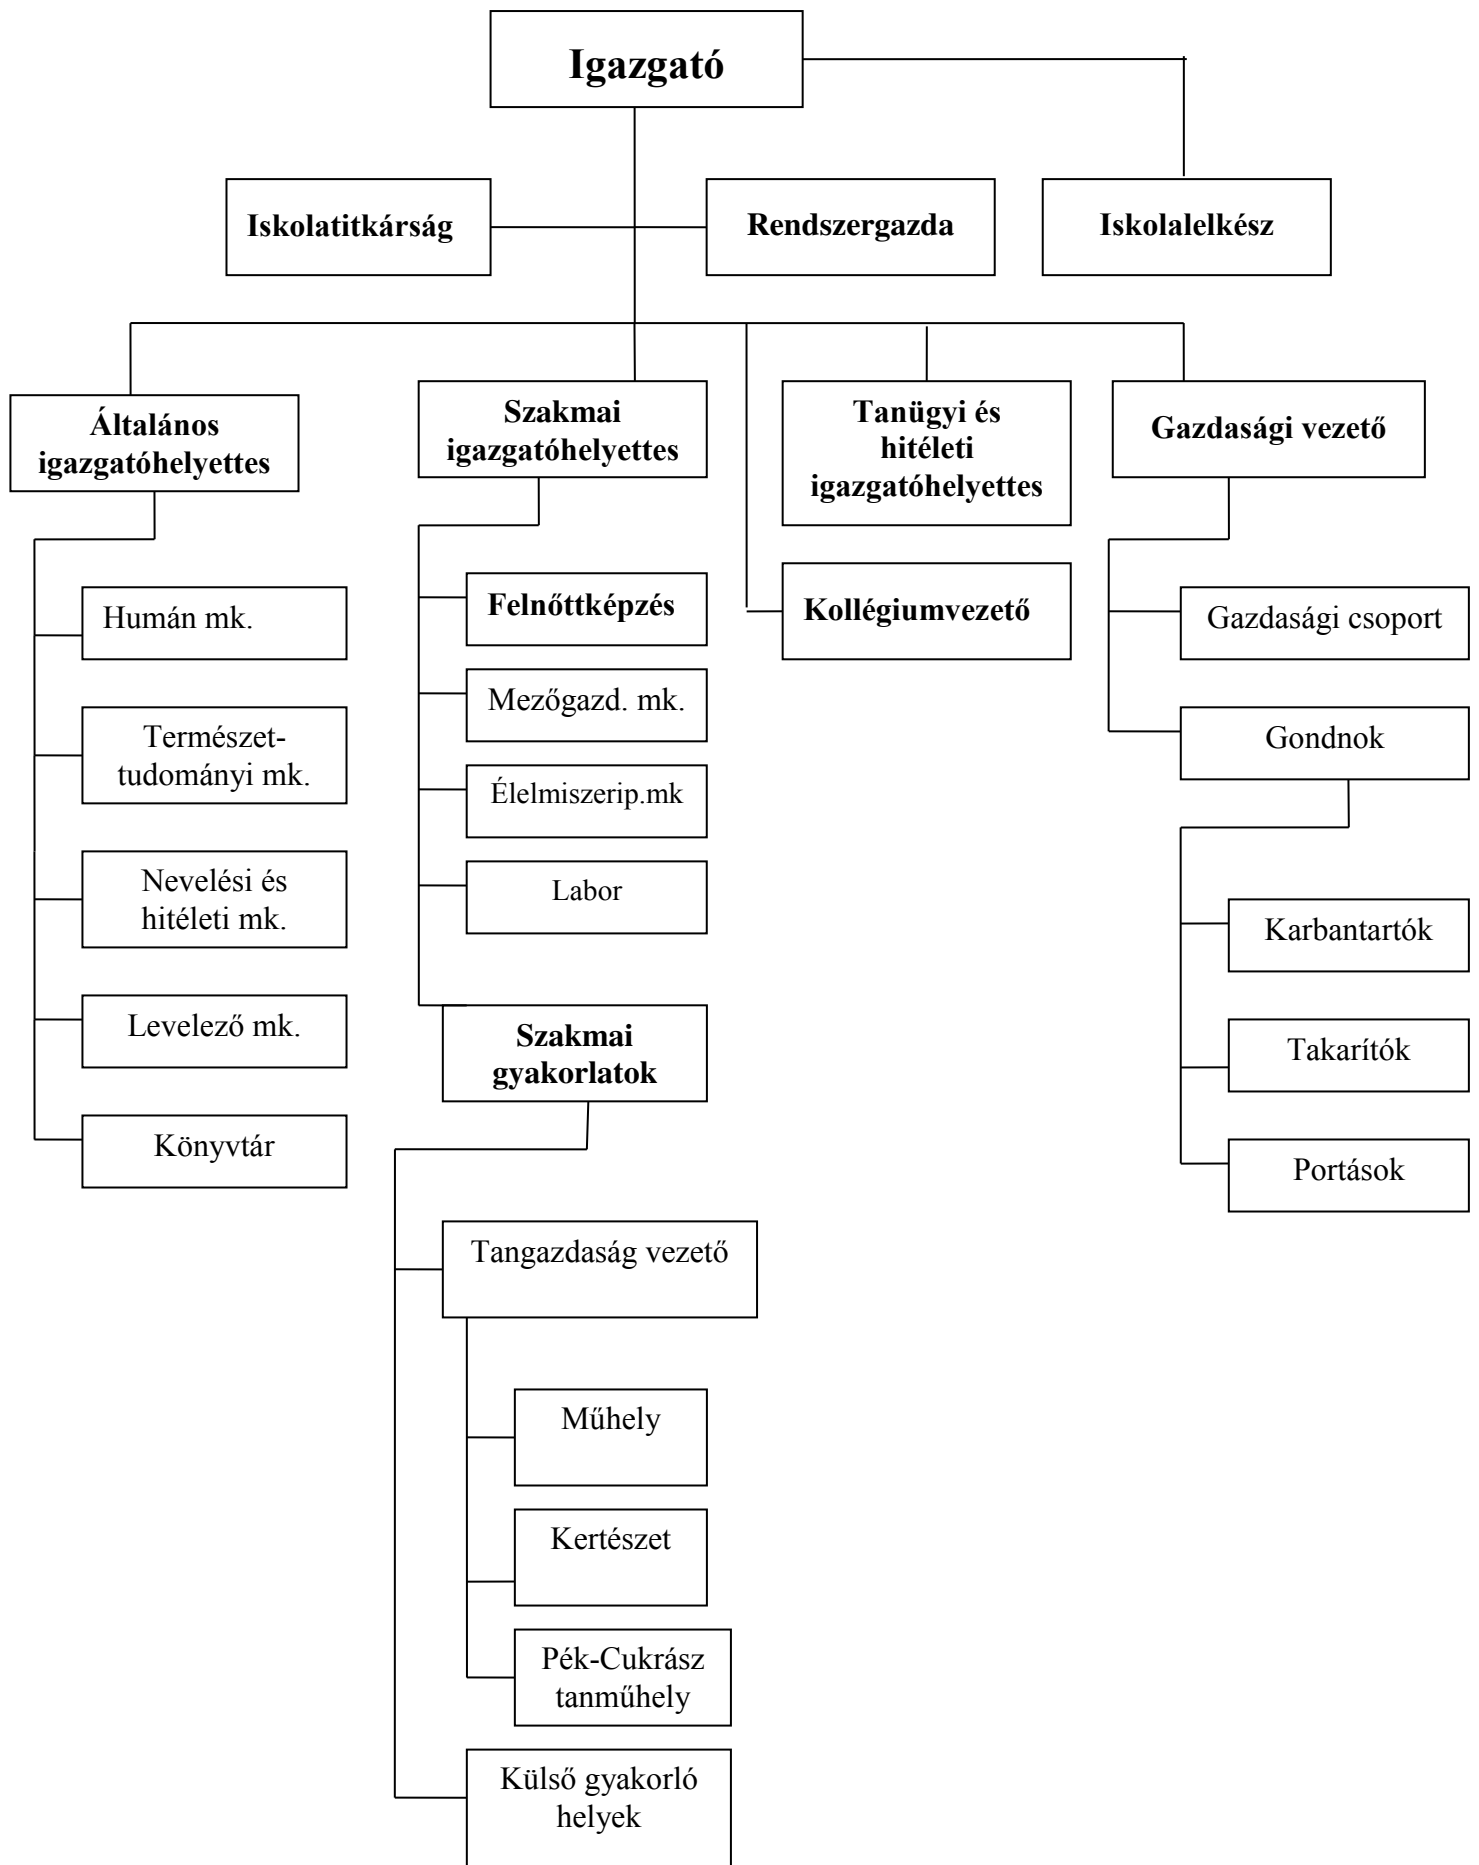 Igazgató
Iskolatitkárság
Rendszergazda
Iskolalelkész
Általános
igazgatóhelyettes
Szakmai
igazgatóhelyettes
Tanügyi és
hitéleti
igazgatóhelyettes
Gazdasági vezető
Humán mk.
Természet-
tudományi mk.
Nevelési és
hitéleti mk.
Levelező mk.
Könyvtár
Felnőttképzés
Mezőgazd. mk.
Élelmiszerip.mk
Labor
Szakmai
gyakorlatok
Tangazdaság vezető
Műhely
Kertészet
Pék-Cukrász
tanműhely
Külső gyakorló
helyek
Kollégiumvezető
Gazdasági csoport
Gondnok
Karbantartók
Takarítók
Portások